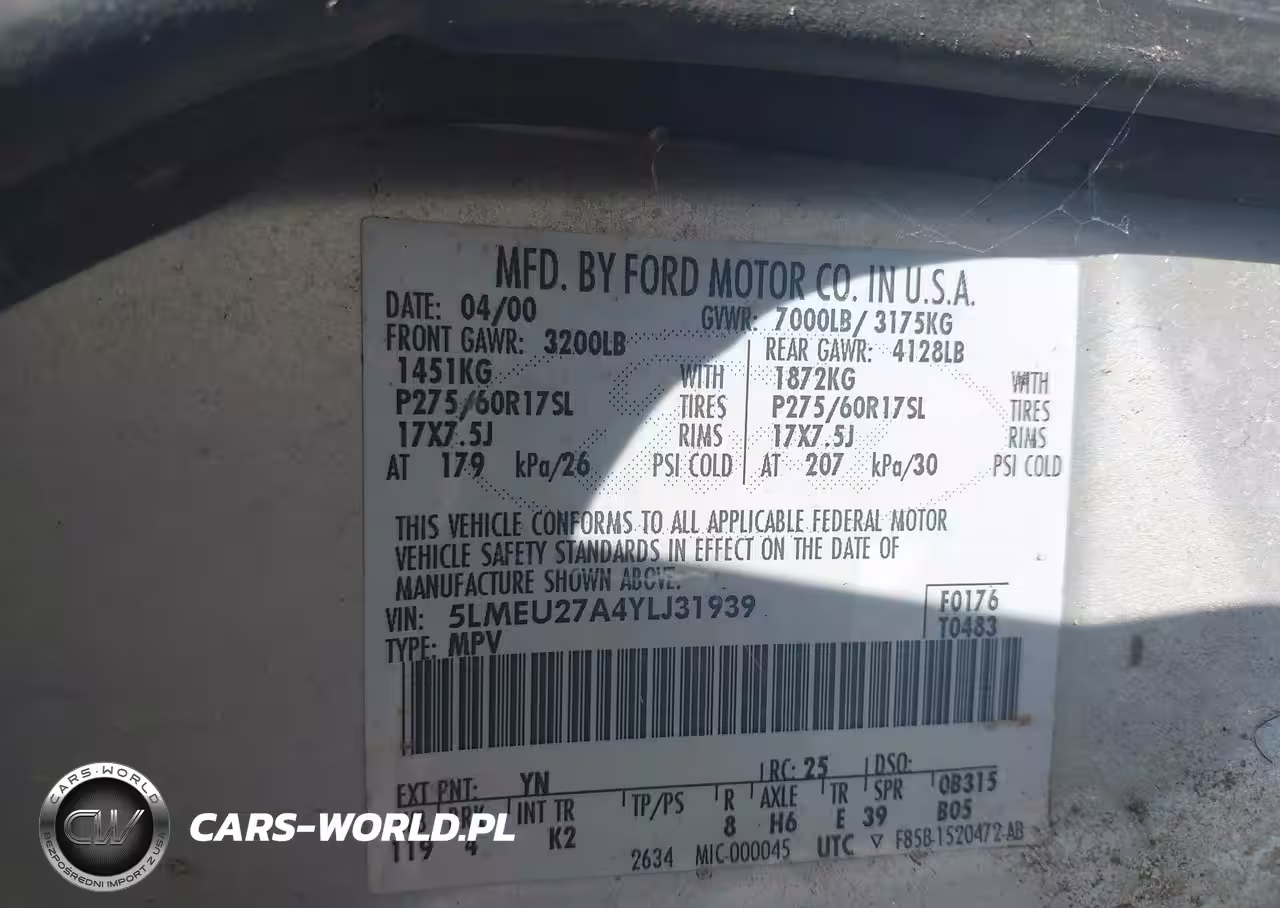 MFD. BY FORD MOTOR CO. IN U.S.A.
DATE: 04/00 GVWR: 7000LB/ 3175KG
FRONT GAWR: 3200LB REAR GAWR: 4128LB
1451KG WITH 1872KG WITH
P275/60R17SL TIRES P275/60R17SL TIRES
17X7.5J RIMS 17X7.5J RIMS
AT 179 kPa/26 PSI COLD AT 207 kPa/30 PSI COLD
THIS VEHICLE CONFORMS TO ALL APPLICABLE FEDERAL MOTOR
VEHICLE SAFETY STANDARDS IN EFFECT ON THE DATE OF
MANUFACTURE SHOWN ABOVE.
VIN: 5LMEU27A4YLJ31939 F0176
TYPE: MPV T0483
EXT PNT: YN RC: 25 DSO:
BRK INT TR TP/PS R AXLE TR SPR 0B315
119 4 K2 8 H6 E 39 B05
2634 MIC-000045 UTC ▽ F85B-1520472-AB
CARS-WORLD
CW
BEZPOŚREDNI IMPORT Z USA
CARS-WORLD.PL